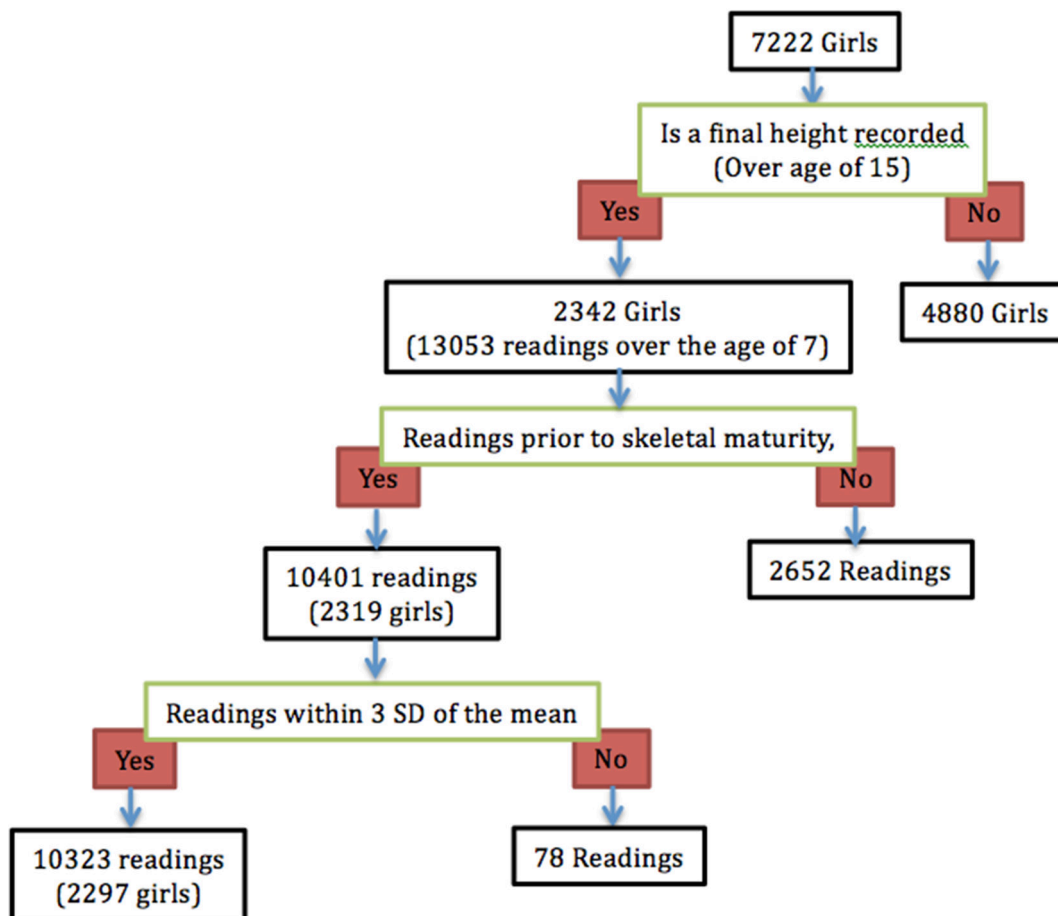 7222 Girls
Is a final height recorded
(Over age of 15)
Yes
No
2342 Girls
(13053 readings over the age of 7)
4880 Girls
Readings prior to skeletal maturity,
Yes
No
10401 readings
(2319 girls)
2652 Readings
Readings within 3 SD of the mean
Yes
No
10323 readings
(2297 girls)
78 Readings